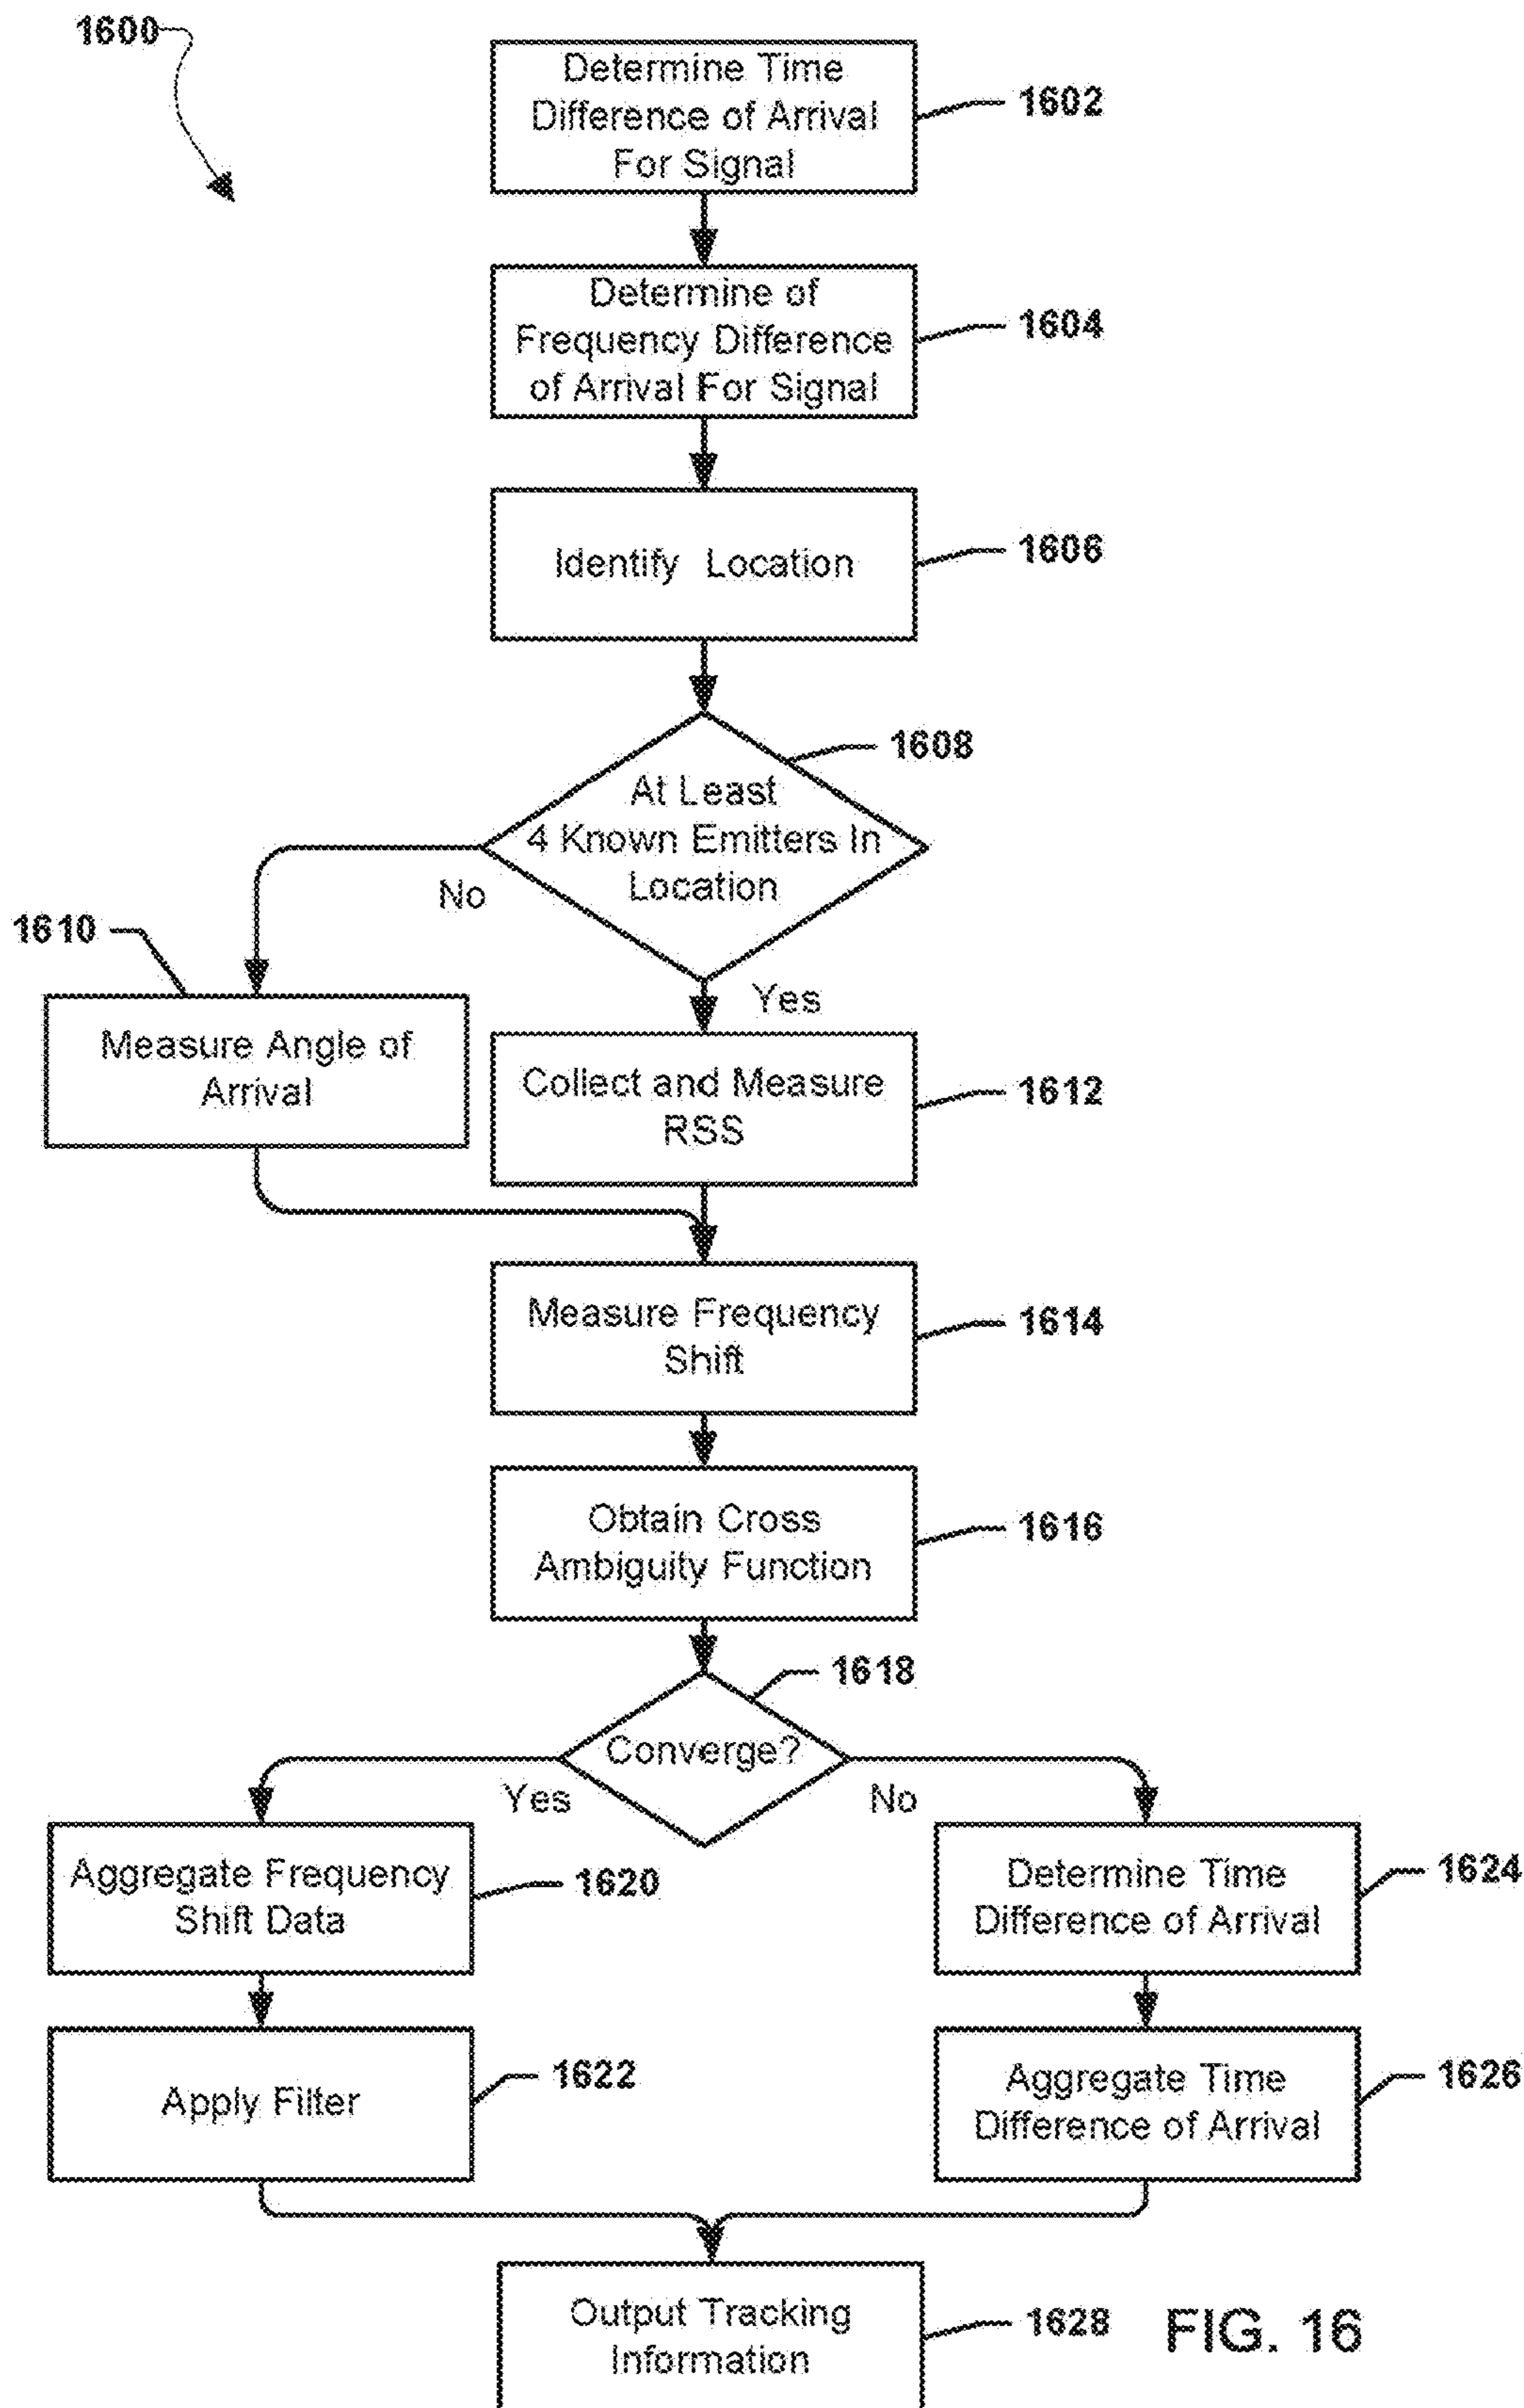 1600
Determine Time
Difference of Arrival
For Signal
1602
Determine of
Frequency Difference
of Arrival For Signal
1604
Identify Location
1606
1608
At Least
4 Known Emitters In
Location
No
Yes
1610
Measure Angle of
Arrival
Collect and Measure
RSS
1612
Measure Frequency
Shift
1614
Obtain Cross
Ambiguity Function
1616
1618
Converge?
Yes
No
Aggregate Frequency
Shift Data
1620
Determine Time
Difference of Arrival
1624
Apply Filter
1622
Aggregate Time
Difference of Arrival
1626
Output Tracking
Information
1628
FIG. 16